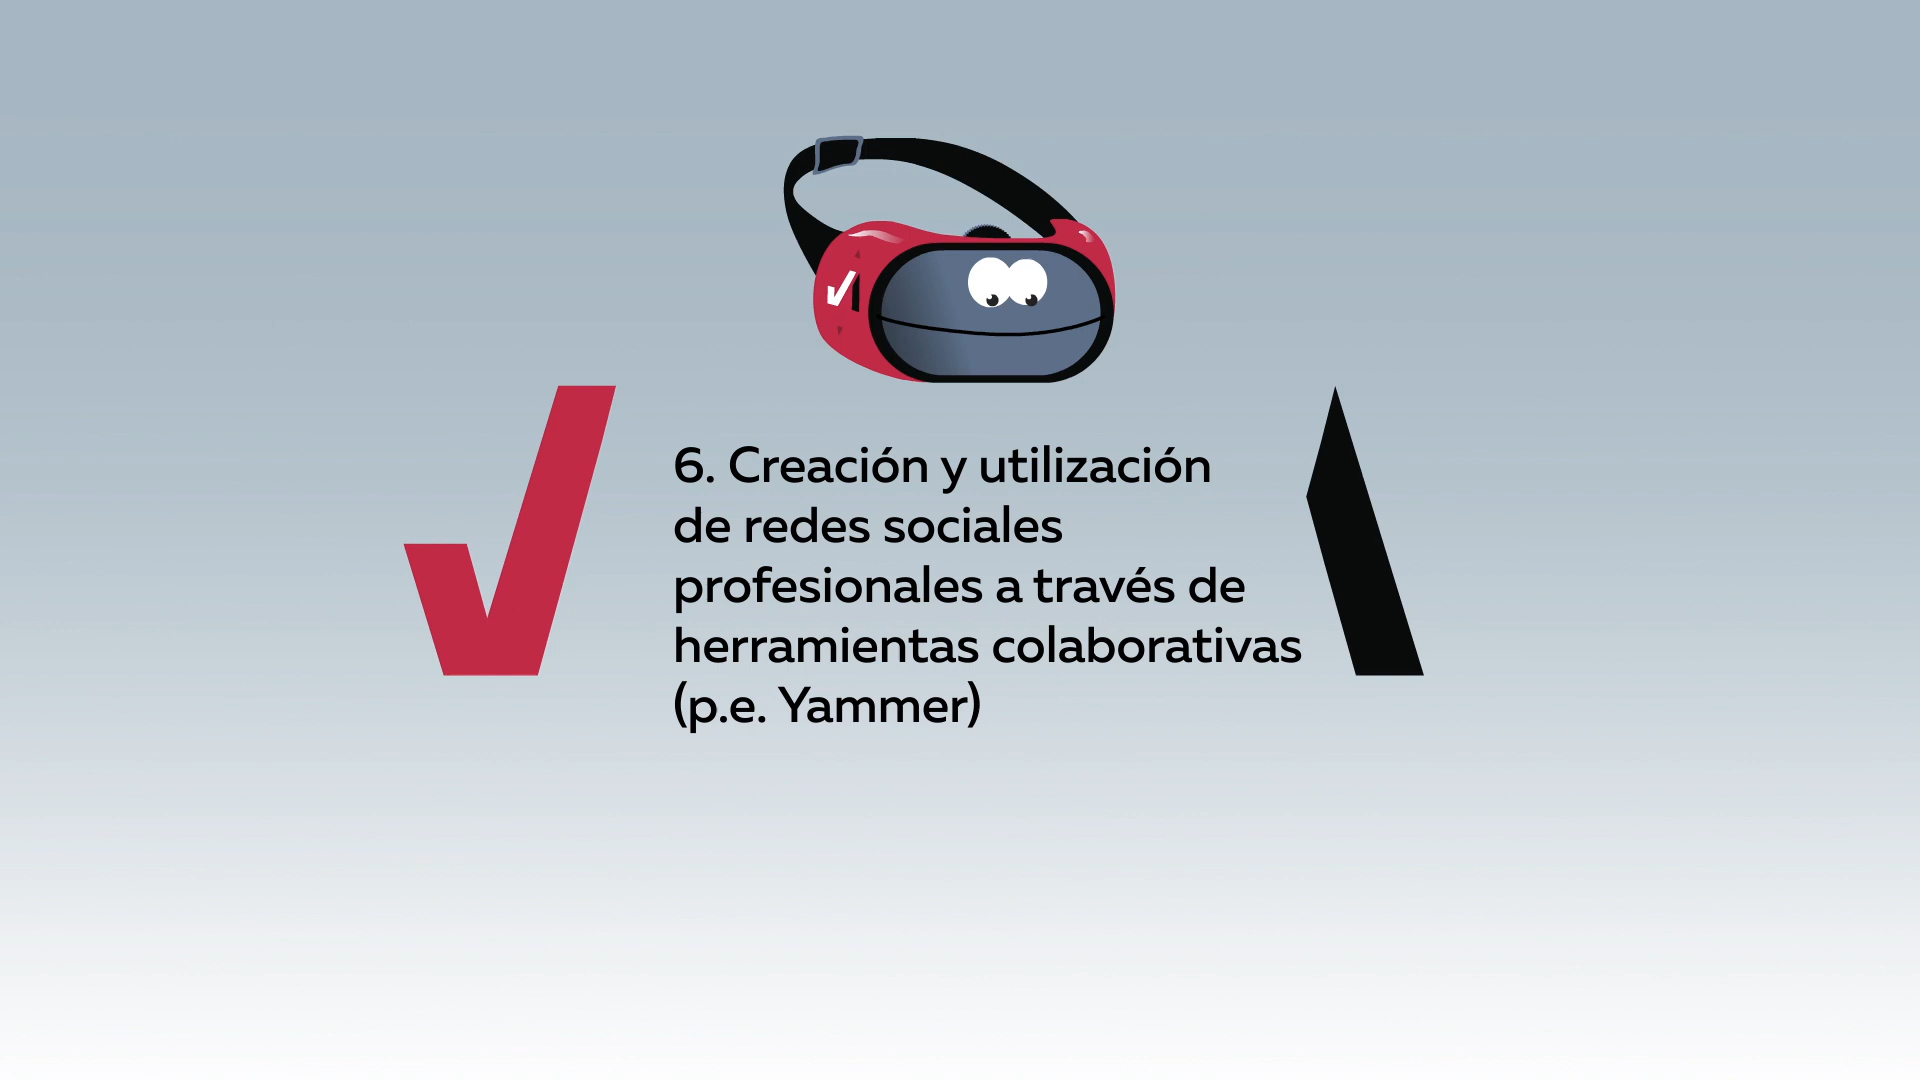 6. Creación y utilización
de redes sociales
profesionales a través de
herramientas colaborativas
(p.e. Yammer)